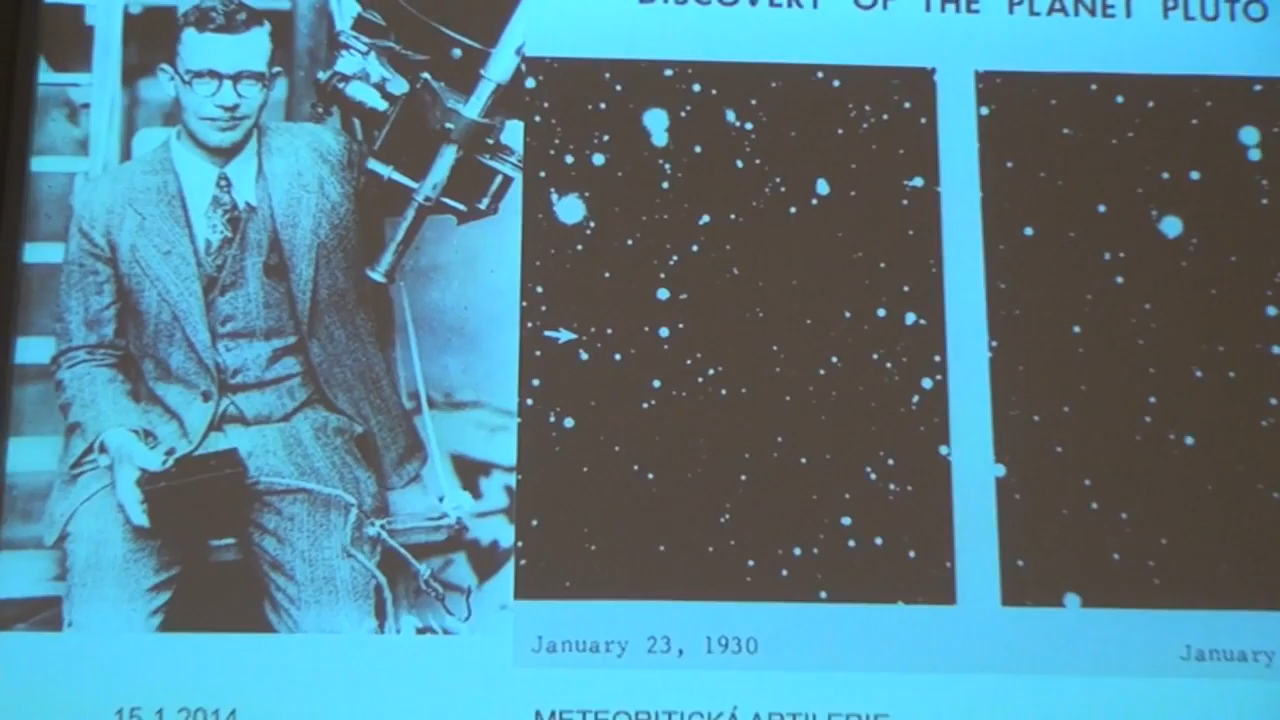 DISCOVERY OF THE PLANET PLUTO
January 23, 1930
January
15.1.2014
METEORITICKÁ ARTILERIE